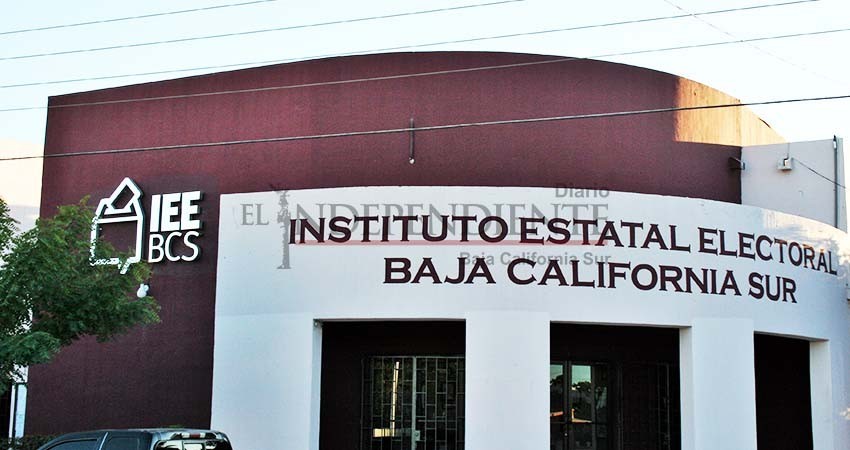 IEE
BCS
INSTITUTO ESTATAL ELECTORAL
BAJA CALIFORNIA SUR
Diario
EL INDEPENDIENTE
Baja California Sur